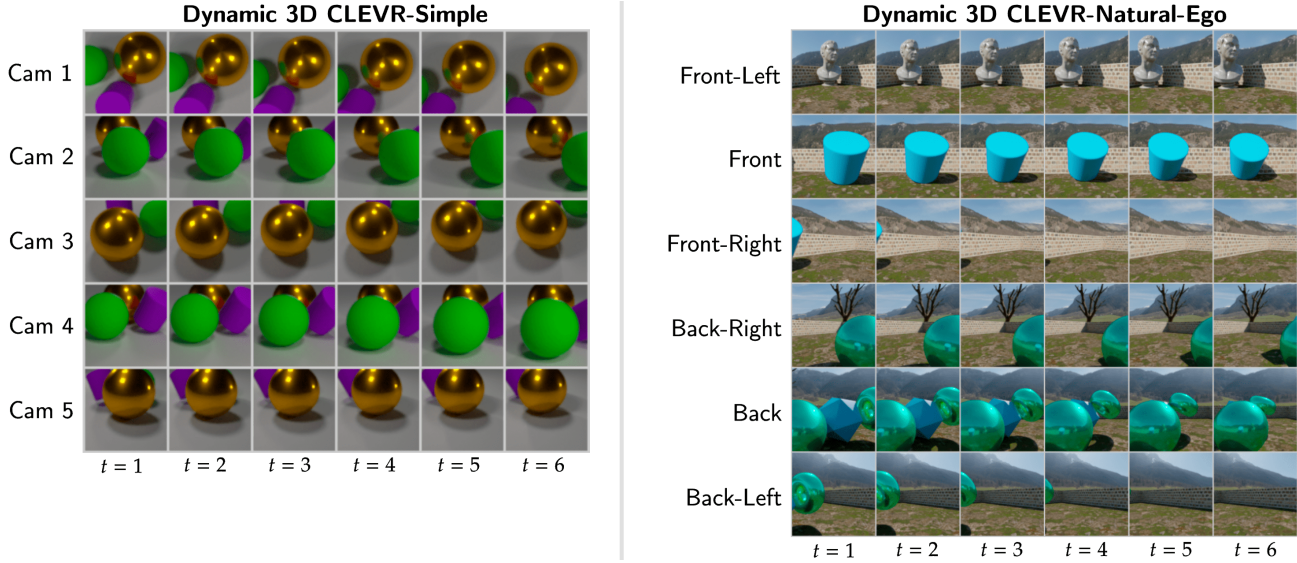 Dynamic 3D CLEVR-Simple
Cam 1
Cam 2
Cam 3
Cam 4
Cam 5
t = 1 t = 2 t = 3 t = 4 t = 5 t = 6
Dynamic 3D CLEVR-Natural-Ego
Front-Left
Front
Front-Right
Back-Right
Back
Back-Left
t = 1 t = 2 t = 3 t = 4 t = 5 t = 6